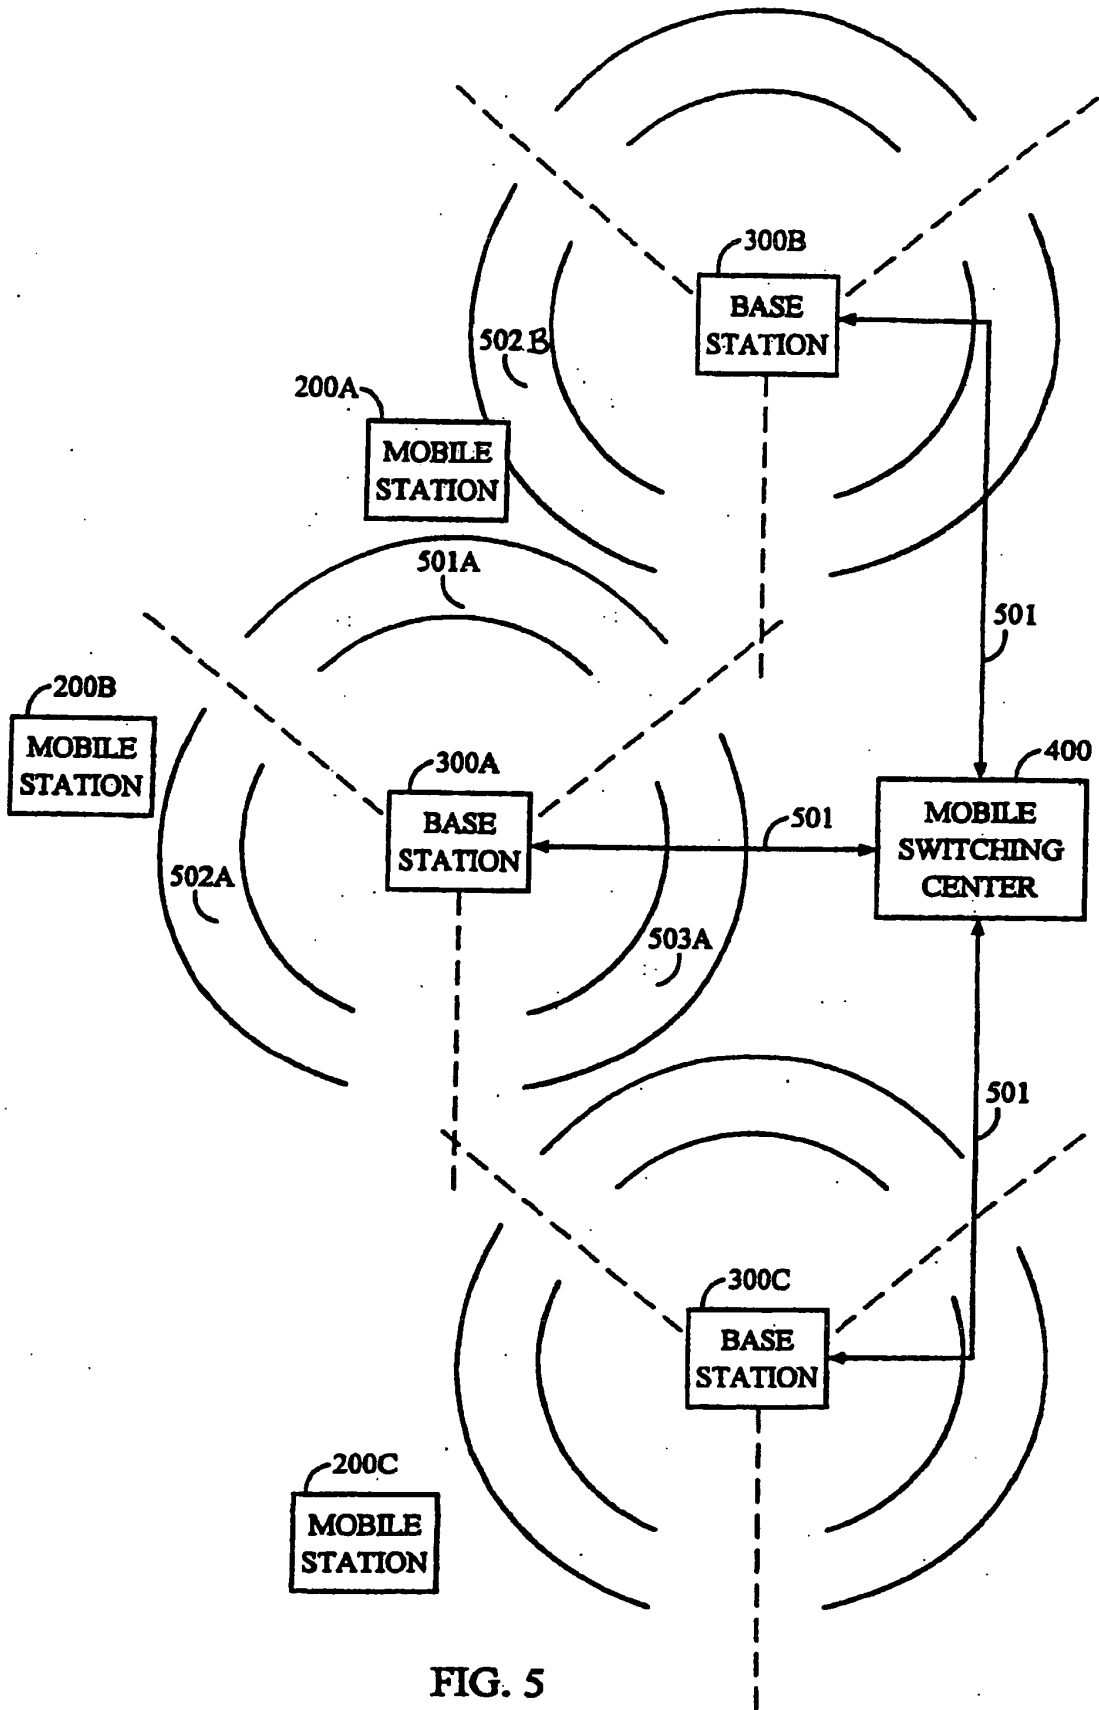 300B
BASE
STATION
502B
200A
MOBILE
STATION
501A
501
200B
MOBILE
STATION
300A
BASE
STATION
501
400
MOBILE
SWITCHING
CENTER
502A
503A
501
300C
BASE
STATION
200C
MOBILE
STATION
FIG. 5